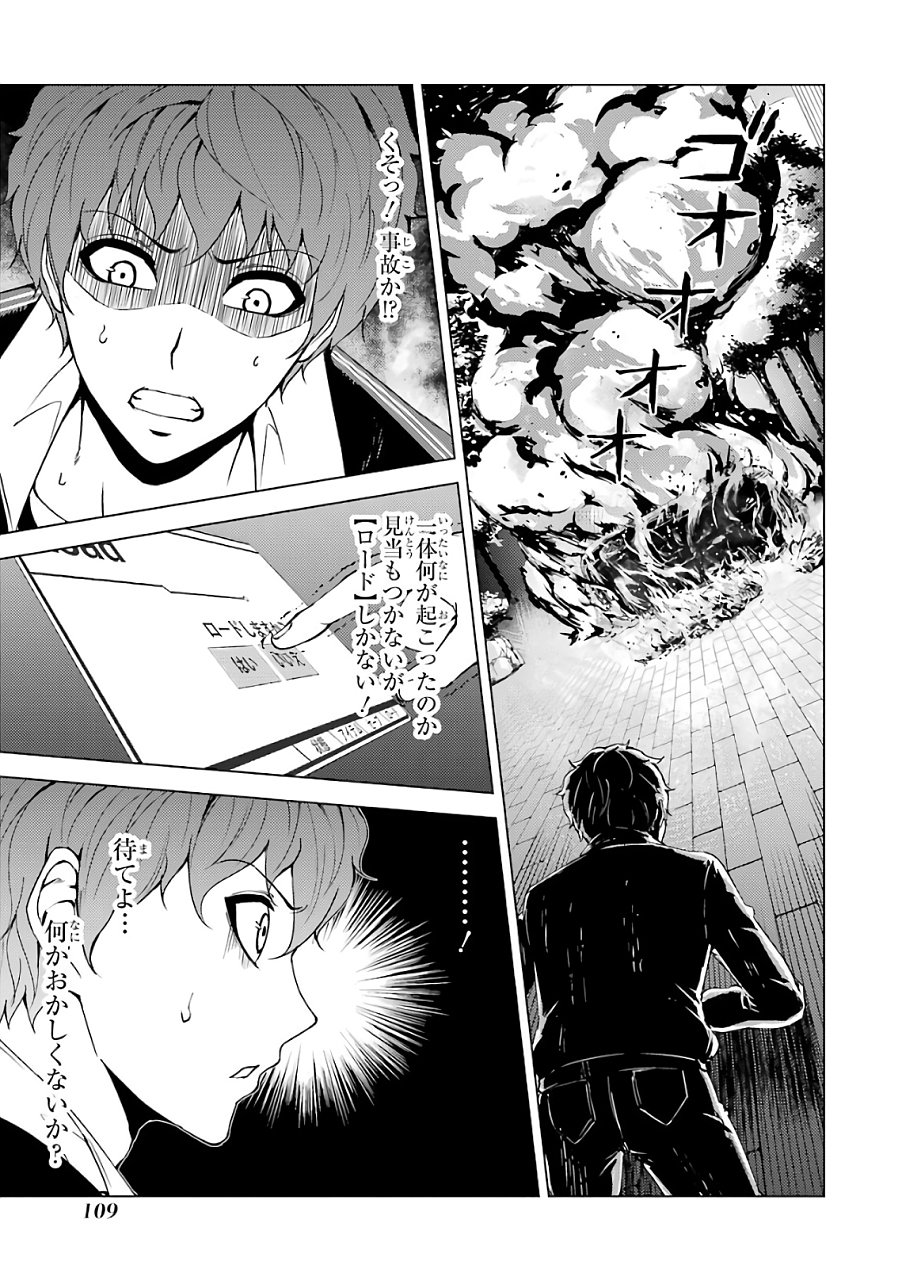 ゴオオオオ
くそっ！
事故か!?
一体何が起こったのか
見当もつかないが
【ロード】しかない！
ロードします
はい
いいえ
………！
待てよ…
何かおかしくないか？
109